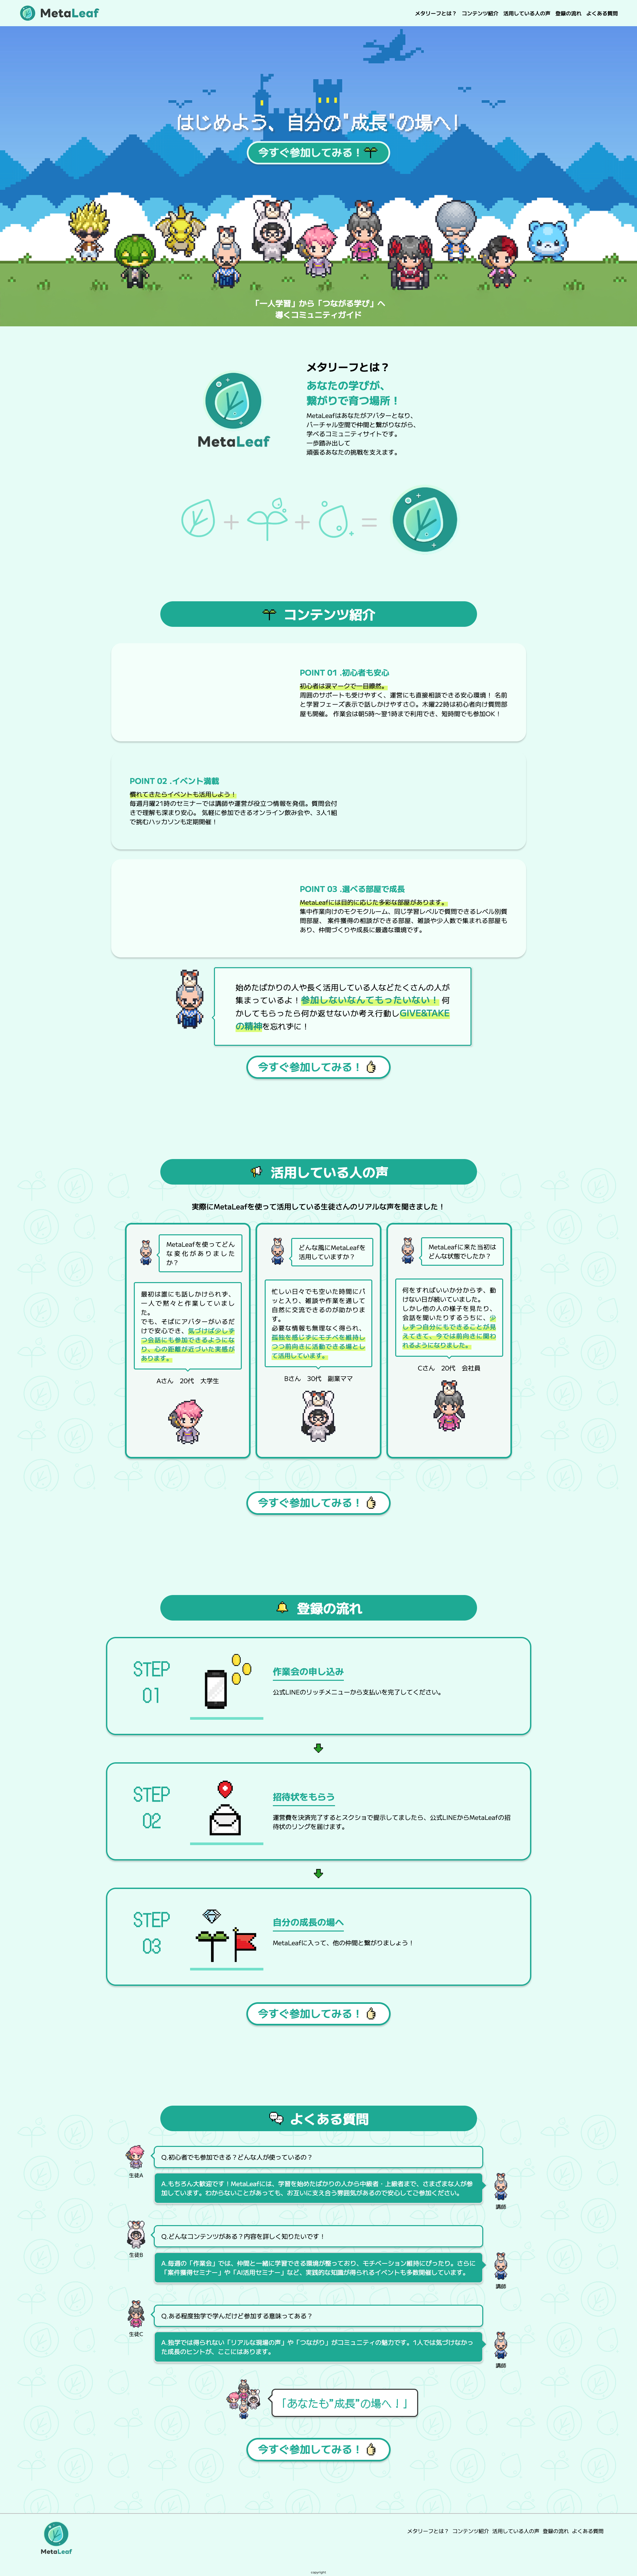 MetaLeaf
メタリーフとは？ コンテンツ紹介 活用している人の声 登録の流れ よくある質問
はじめよう、自分の"成長"の場へ！
今すぐ参加してみる！
「一人学習」から「つながる学び」へ
導くコミュニティガイド
メタリーフとは？
あなたの学びが、
繋がりで育つ場所！
MetaLeafはあなたがアバターとなり、
バーチャル空間で仲間と繋がりながら、
学べるコミュニティサイトです。
一歩踏み出して
頑張るあなたの挑戦を支えます。
MetaLeaf
コンテンツ紹介
POINT 01 .初心者も安心
初心者は涙マークで一目瞭然。
周囲のサポートも受けやすく、運営にも直接相談できる安心環境！ 名前
と学習フェーズ表示で話しかけやすさ◎。木曜22時は初心者向け質問部
屋も開催。 作業会は朝5時〜翌1時まで利用でき、短時間でも参加OK！
POINT 02 .イベント満載
慣れてきたらイベントも活用しよう！
毎週月曜21時のセミナーでは講師や運営が役立つ情報を発信。質問会付
きで理解も深まり安心。 気軽に参加できるオンライン飲み会や、3人1組
で挑むハッカソンも定期開催！
POINT 03 .選べる部屋で成長
MetaLeafには目的に応じた多彩な部屋があります。
集中作業向けのモクモクルーム、同じ学習レベルで質問できるレベル別質
問部屋、 案件獲得の相談ができる部屋、雑談や少人数で集まれる部屋も
あり、仲間づくりや成長に最適な環境です。
始めたばかりの人や長く活用している人などたくさんの人が
集まっているよ！参加しないなんてもったいない！ 何
かしてもらったら何か返せないか考え行動しGIVE&TAKE
の精神を忘れずに！
今すぐ参加してみる！
活用している人の声
実際にMetaLeafを使って活用している生徒さんのリアルな声を聞きました！
MetaLeafを使ってどん
な変化がありました
か？
最初は誰にも話しかけられず、
一人で黙々と作業していまし
た。
でも、そばにアバターがいるだ
けで安心でき、気づけば少しず
つ会話にも参加できるようにな
り、心の距離が近づいた実感が
あります。
Aさん　20代　大学生
どんな風にMetaLeafを
活用していますか？
忙しい日々でも空いた時間にパ
ッと入り、雑談や作業を通して
自然に交流できるのが助かりま
す。
必要な情報も無理なく得られ、
孤独を感じずにモチベを維持し
つつ前向きに活動できる場とし
て活用しています。
Bさん　30代　副業ママ
MetaLeafに来た当初は
どんな状態でしたか？
何をすればいいか分からず、動
けない日が続いていました。
しかし他の人の様子を見たり、
会話を聞いたりするうちに、少
しずつ自分にもできることが見
えてきて、今では前向きに関わ
れるようになりました。
Cさん　20代　会社員
今すぐ参加してみる！
登録の流れ
STEP
01
作業会の申し込み
公式LINEのリッチメニューから支払いを完了してください。
STEP
02
招待状をもらう
運営費を決済完了するとスクショで提示してましたら、公式LINEからMetaLeafの招
待状のリングを届けます。
STEP
03
自分の成長の場へ
MetaLeafに入って、他の仲間と繋がりましょう！
今すぐ参加してみる！
よくある質問
生徒A
Q.初心者でも参加できる？どんな人が使っているの？
A.もちろん大歓迎です！MetaLeafには、学習を始めたばかりの人から中級者・上級者まで、さまざまな人が参
加しています。わからないことがあっても、お互いに支え合う雰囲気があるので安心してご参加ください。
講師
生徒B
Q.どんなコンテンツがある？内容を詳しく知りたいです！
A.毎週の「作業会」では、仲間と一緒に学習できる環境が整っており、モチベーション維持にぴったり。さらに
「案件獲得セミナー」や「AI活用セミナー」など、実践的な知識が得られるイベントも多数開催しています。
講師
生徒C
Q.ある程度独学で学んだけど参加する意味ってある？
A.独学では得られない「リアルな現場の声」や「つながり」がコミュニティの魅力です。1人では気づけなかっ
た成長のヒントが、ここにはあります。
講師
「あなたも"成長"の場へ！」
今すぐ参加してみる！
MetaLeaf
メタリーフとは？ コンテンツ紹介 活用している人の声 登録の流れ よくある質問
copyright